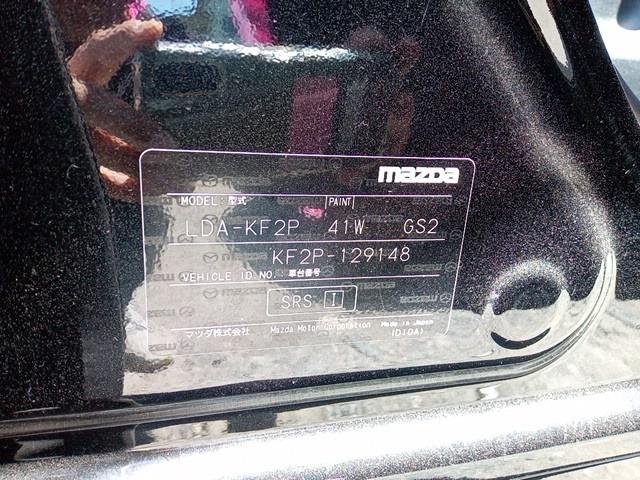 mazda
MODEL: 型式 PAINT
LDA-KF2P 41W GS2
KF2P-129148
VEHICLE ID.NO.: 車台番号
SRS I
マツダ株式会社 Mazda Motor Corporation Made in Japan
(D10A)